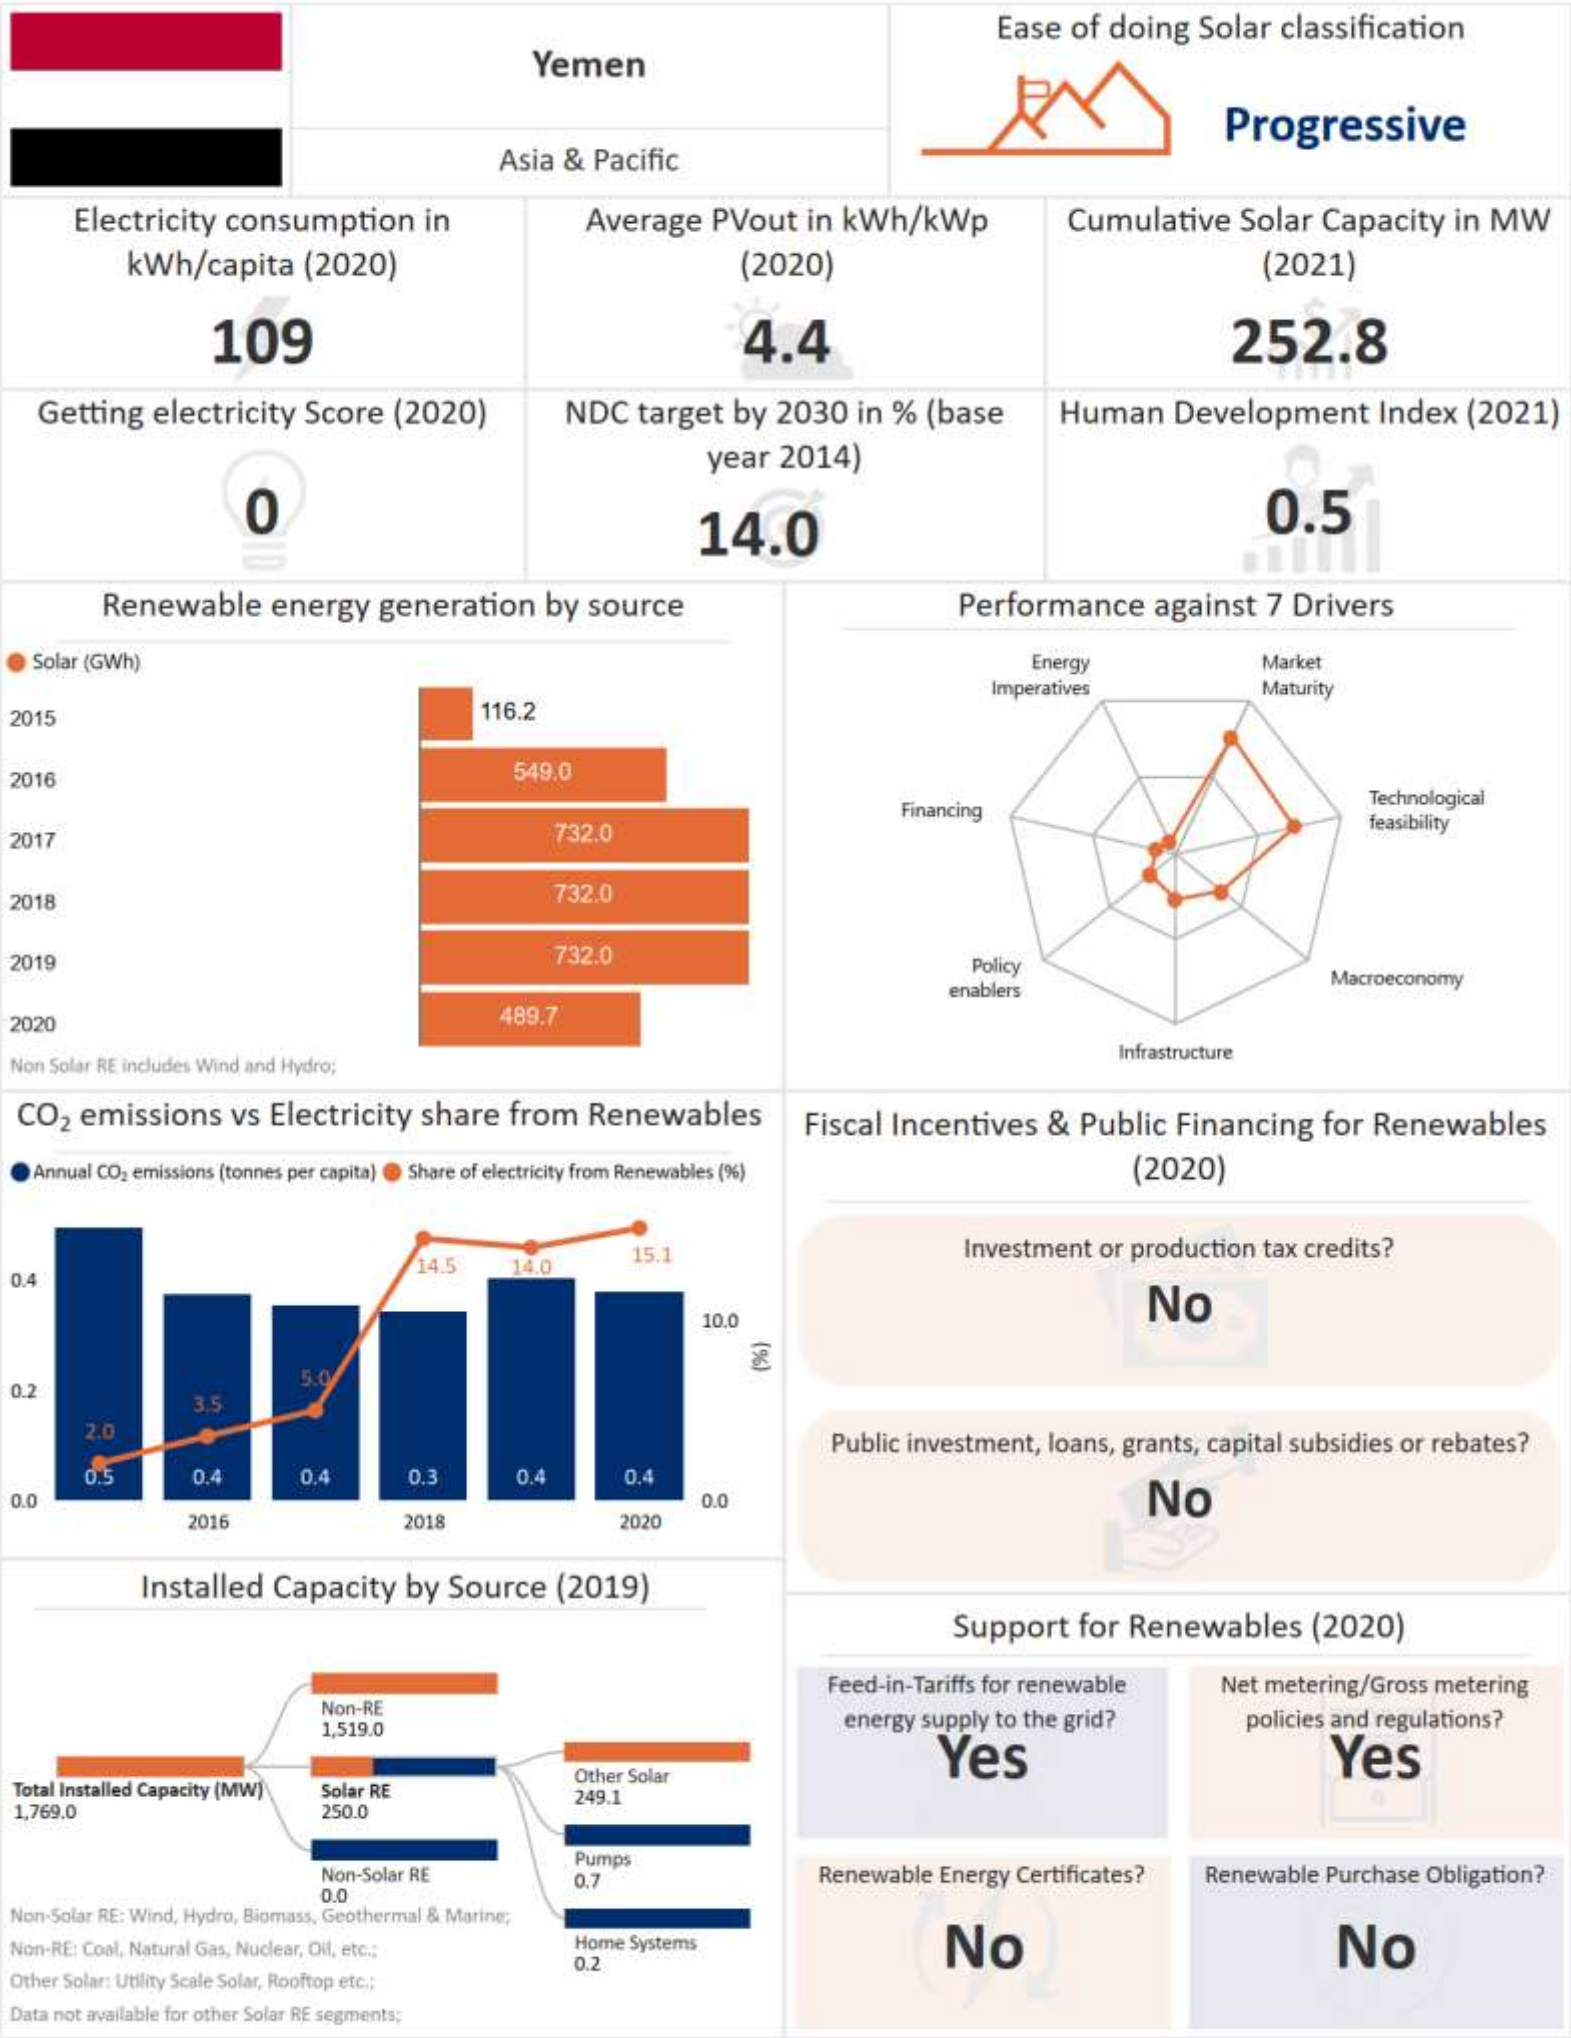 Yemen
Asia & Pacific
Ease of doing Solar classification
Progressive
Electricity consumption in
kWh/capita (2020)
109
Average PVout in kWh/kWp
(2020)
4.4
Cumulative Solar Capacity in MW
(2021)
252.8
Getting electricity Score (2020)
0
NDC target by 2030 in % (base
year 2014)
14.0
Human Development Index (2021)
0.5
Renewable energy generation by source
Solar (GWh)
2015
116.2
2016
549.0
2017
732.0
2018
732.0
2019
732.0
2020
489.7
Non Solar RE includes Wind and Hydro;
Performance against 7 Drivers
Energy
Imperatives
Market
Maturity
Financing
Technological
feasibility
Policy
enablers
Macroeconomy
Infrastructure
CO₂ emissions vs Electricity share from Renewables
Annual CO₂ emissions (tonnes per capita)
Share of electricity from Renewables (%)
0.4
0.2
0.0
2.0
3.5
5.0
14.5
14.0
15.1
0.5
0.4
0.4
0.3
0.4
0.4
10.0
0.0
(%)
2016
2018
2020
Fiscal Incentives & Public Financing for Renewables
(2020)
Investment or production tax credits?
No
Public investment, loans, grants, capital subsidies or rebates?
No
Installed Capacity by Source (2019)
Total Installed Capacity (MW)
1,769.0
Non-RE
1,519.0
Solar RE
250.0
Non-Solar RE
0.0
Other Solar
249.1
Pumps
0.7
Home Systems
0.2
Non-Solar RE: Wind, Hydro, Biomass, Geothermal & Marine;
Non-RE: Coal, Natural Gas, Nuclear, Oil, etc.;
Other Solar: Utility Scale Solar, Rooftop etc.;
Data not available for other Solar RE segments;
Support for Renewables (2020)
Feed-in-Tariffs for renewable
energy supply to the grid?
Yes
Net metering/Gross metering
policies and regulations?
Yes
Renewable Energy Certificates?
No
Renewable Purchase Obligation?
No